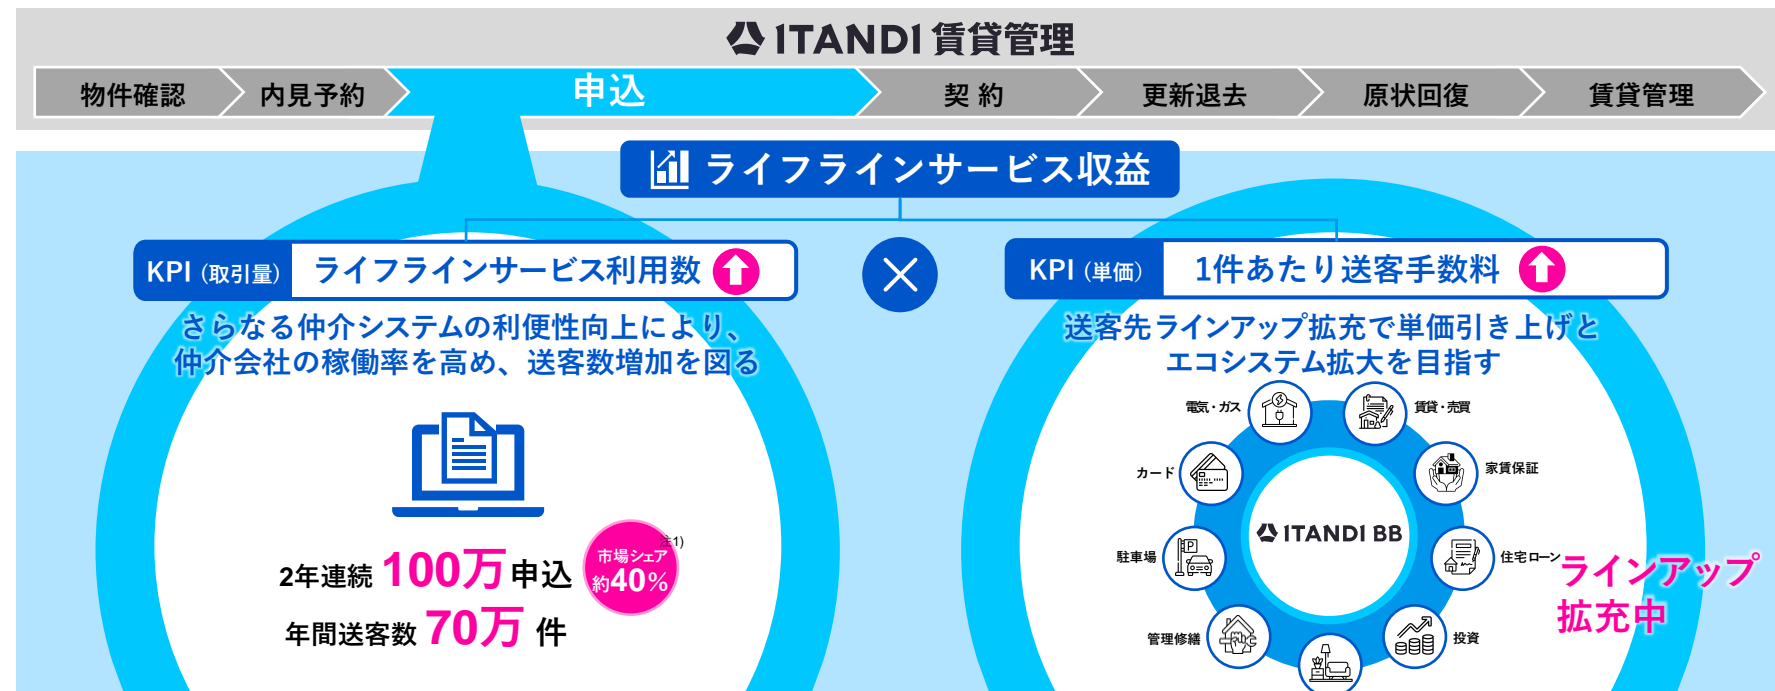 ITANDI 賃貸管理
物件確認
内見予約
申込
契 約
更新退去
原状回復
賃貸管理
ライフラインサービス収益
KPI（取引量） ライフラインサービス利用数
KPI（単価） 1件あたり送客手数料
さらなる仲介システムの利便性向上により、
仲介会社の稼働率を高め、送客数増加を図る
2年連続 100万申込
年間送客数 70万 件
注1)
市場シェア
約40%
送客先ラインアップ拡充で単価引き上げと
エコシステム拡大を目指す
電気・ガス
賃貸・売買
カード
家賃保証
ITANDI BB
駐車場
住宅ローン
管理修繕
投資
ラインアップ
拡充中